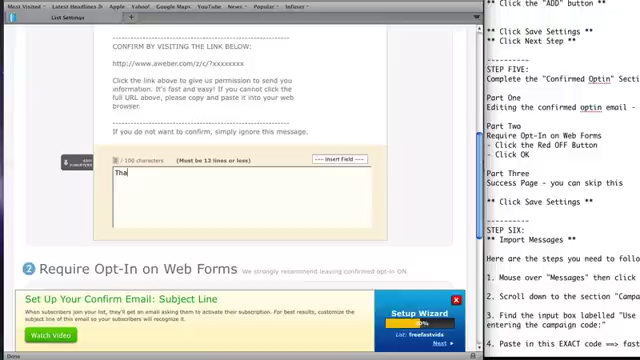 Most Visited
Latest Headlines
Apple
Yahoo!
Google Maps
YouTube
News
Popular
Infuser
List Settings
CONFIRM BY VISITING THE LINK BELOW:
http://www.aweber.com/z/c/?xxxxxxxx
Click the link above to give us permission to send you
information. It's fast and easy! If you cannot click the
full URL above, please copy and paste it into your web
browser.
If you do not want to confirm, simply ignore this message.
/ 100 characters
(Must be 12 lines or less)
--- Insert Field --
Tha
2 Require Opt-In on Web Forms We strongly recommend leaving confirmed opt-in ON.
Set Up Your Confirm Email: Subject Line
When subscribers join your list, they'll get an email asking them to activate their subscription. For best results, customize the
subject line of this email so your subscribers will recognize it.
Watch Video
X
Setup Wizard
List: freefastvids
Next >
Done
** Click the "ADD" button **
** Click Save Settings **
** Click Next Step **
----------
STEP FIVE:
Complete the "Confirmed Optin" Sect
Part One
Editing the confirmed optin email -
Part Two
Require Opt-In on Web Forms
- Click the Red OFF Button
- Click OK
Part Three
Success Page - you can skip this
** Click Save Settings **
----------
STEP SIX:
** Import Messages **
Here are the steps you need to follo
1. Mouse over "Messages" then click
2. Scroll down to the section "Campa
3. Find the input box labelled "Use
entering the campaign code:"
4. Paste in this EXACT code ==> fast